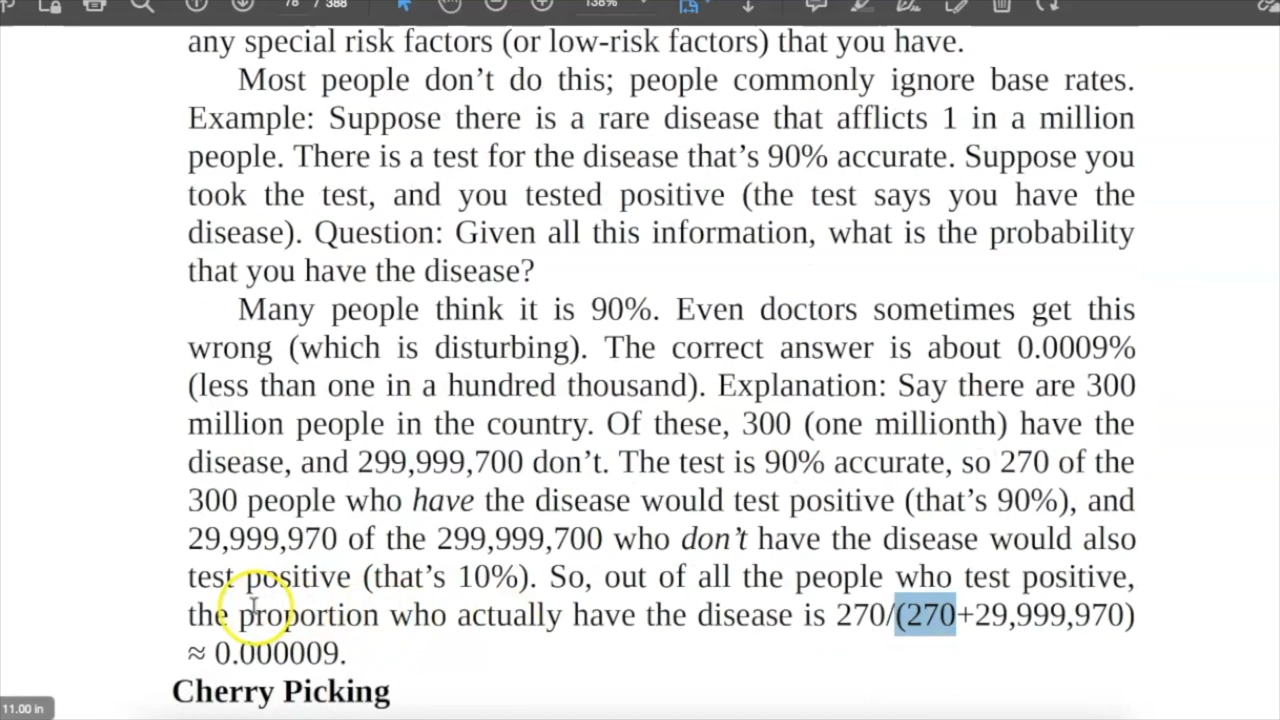 78 / 388
138%
any special risk factors (or low-risk factors) that you have.
Most people don’t do this; people commonly ignore base rates.
Example: Suppose there is a rare disease that afflicts 1 in a million
people. There is a test for the disease that’s 90% accurate. Suppose you
took the test, and you tested positive (the test says you have the
disease). Question: Given all this information, what is the probability
that you have the disease?
Many people think it is 90%. Even doctors sometimes get this
wrong (which is disturbing). The correct answer is about 0.0009%
(less than one in a hundred thousand). Explanation: Say there are 300
million people in the country. Of these, 300 (one millionth) have the
disease, and 299,999,700 don’t. The test is 90% accurate, so 270 of the
300 people who have the disease would test positive (that’s 90%), and
29,999,970 of the 299,999,700 who don’t have the disease would also
test positive (that’s 10%). So, out of all the people who test positive,
the proportion who actually have the disease is 270/(270+29,999,970)
≈ 0.000009.
Cherry Picking
11.00 in